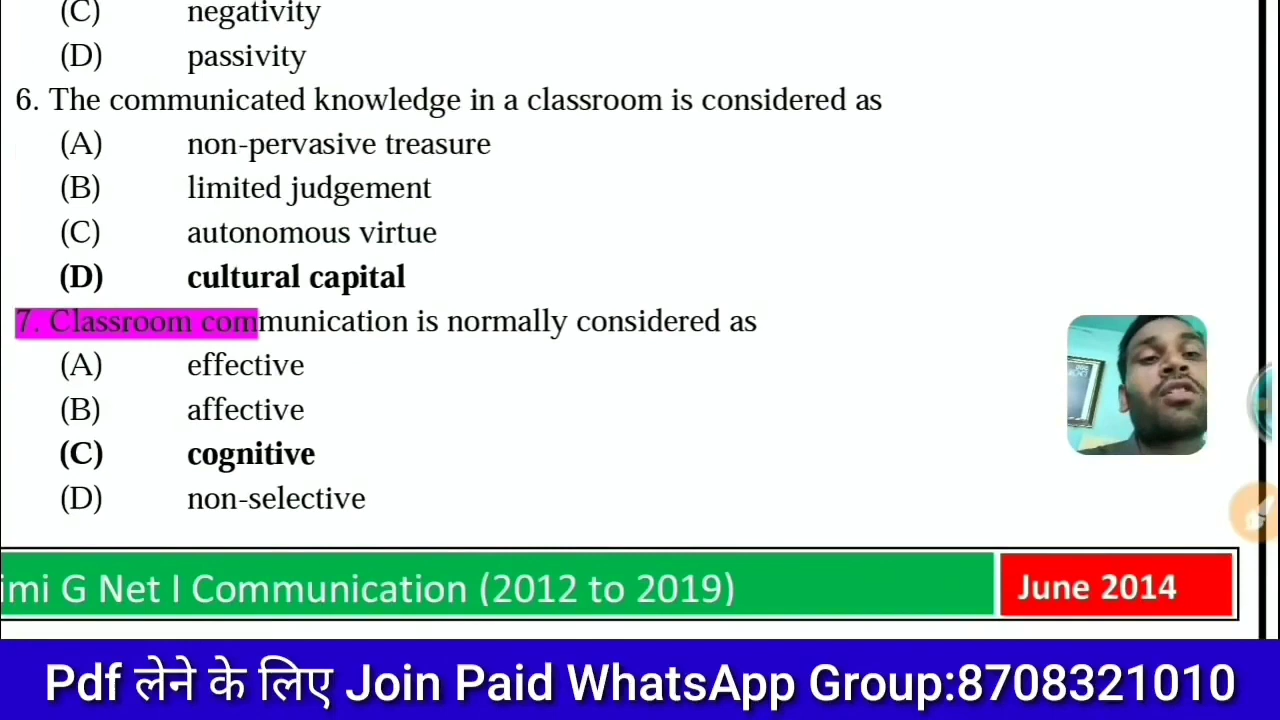 (C) negativity
(D) passivity
6. The communicated knowledge in a classroom is considered as
(A) non-pervasive treasure
(B) limited judgement
(C) autonomous virtue
(D) cultural capital
7. Classroom communication is normally considered as
(A) effective
(B) affective
(C) cognitive
(D) non-selective
imi G Net I Communication (2012 to 2019) June 2014
Pdf लेने के लिए Join Paid WhatsApp Group:8708321010